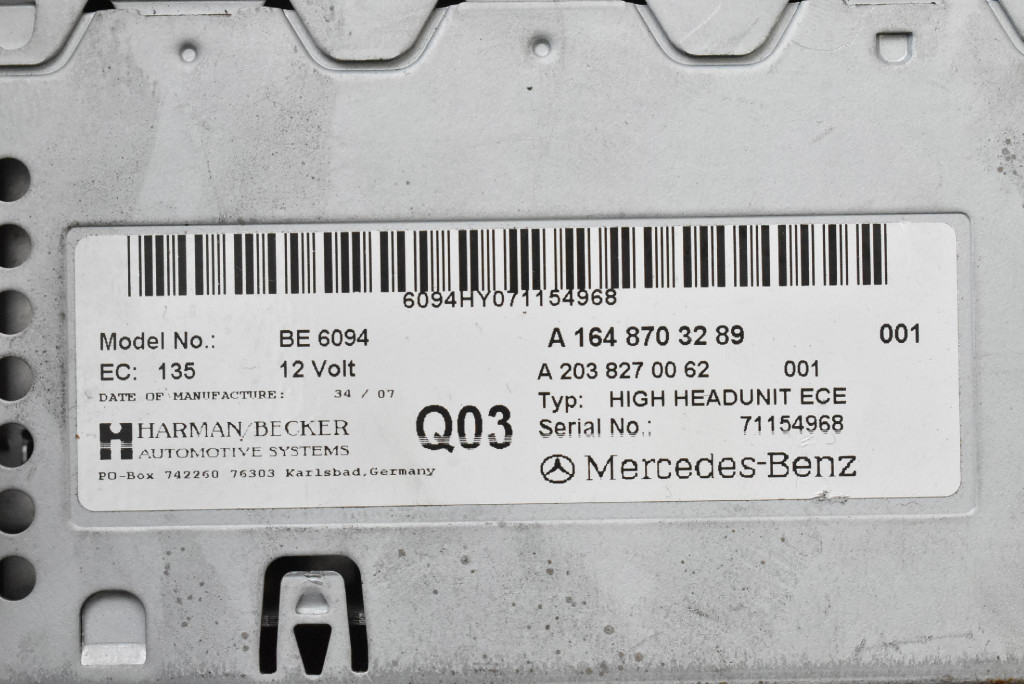 6094HY071154968
Model No.: BE 6094 A 164 870 32 89 001
EC: 135 12 Volt A 203 827 00 62 001
DATE OF MANUFACTURE: 34 / 07 Typ: HIGH HEADUNIT ECE
HARMAN/BECKER Q03 Serial No.: 71154968
AUTOMOTIVE SYSTEMS Mercedes-Benz
PO-Box 742260 76303 Karlsbad,Germany